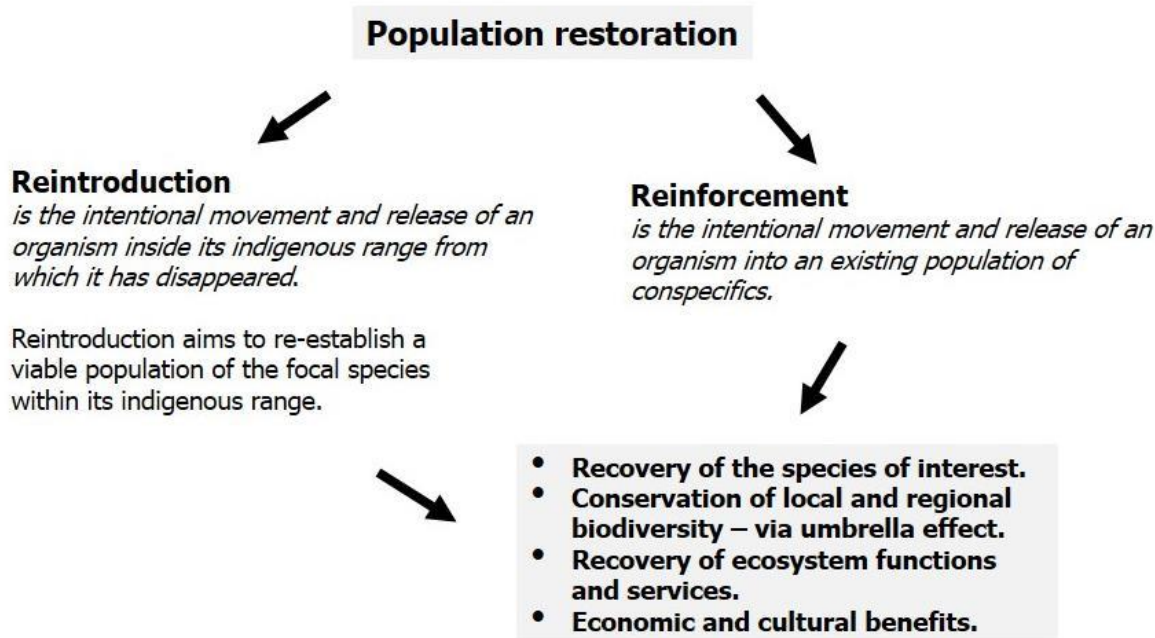 Population restoration
Reintroduction
is the intentional movement and release of an
organism inside its indigenous range from
which it has disappeared.
Reintroduction aims to re-establish a
viable population of the focal species
within its indigenous range.
Reinforcement
is the intentional movement and release of an
organism into an existing population of
conspecifics.
• Recovery of the species of interest.
• Conservation of local and regional
biodiversity – via umbrella effect.
• Recovery of ecosystem functions
and services.
• Economic and cultural benefits.